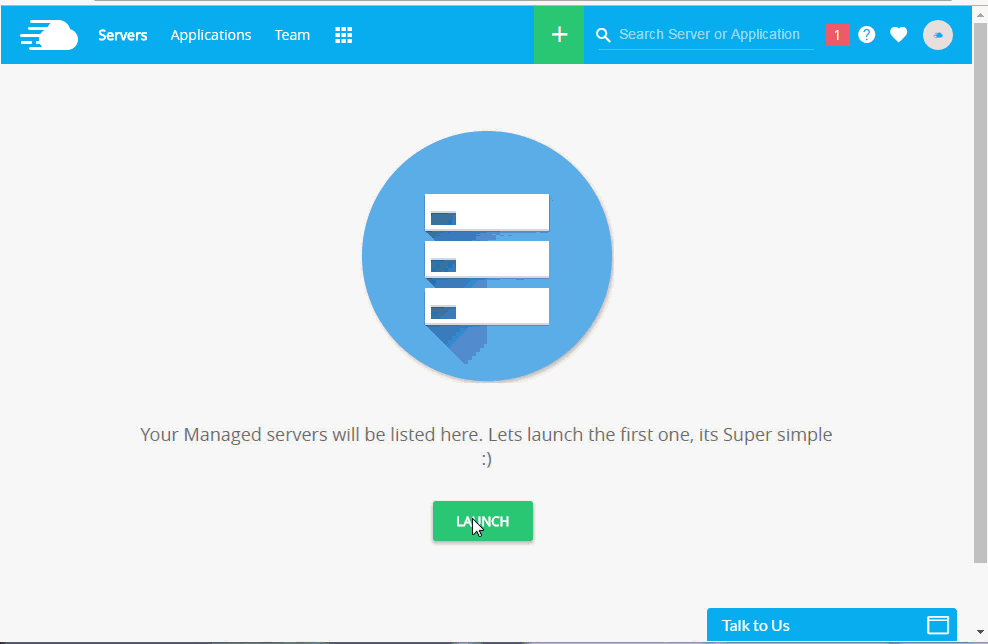 Servers Applications Team + Search Server or Application 1 ?
Your Managed servers will be listed here. Lets launch the first one, its Super simple
:)
LAUNCH
Talk to Us